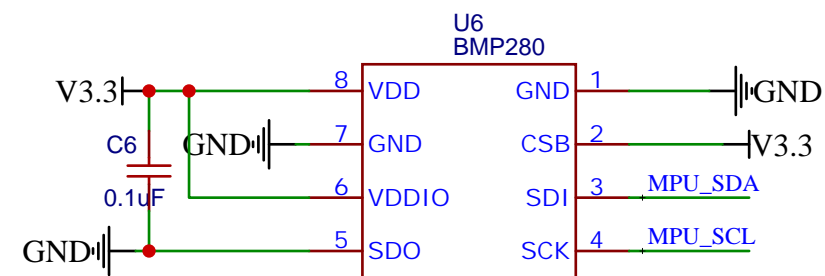 U6
BMP280
V3.3 8 VDD GND 1 GND
C6 GND 7 GND CSB 2 V3.3
0.1uF 6 VDDIO SDI 3 MPU_SDA
GND 5 SDO SCK 4 MPU_SCL